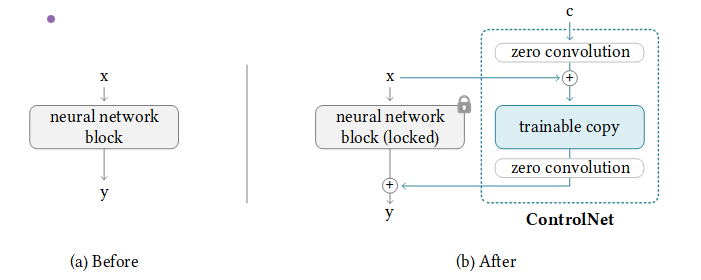 x
neural network
block
y
(a) Before
c
zero convolution
x
+
neural network
block (locked)
trainable copy
zero convolution
+
y
ControlNet
(b) After